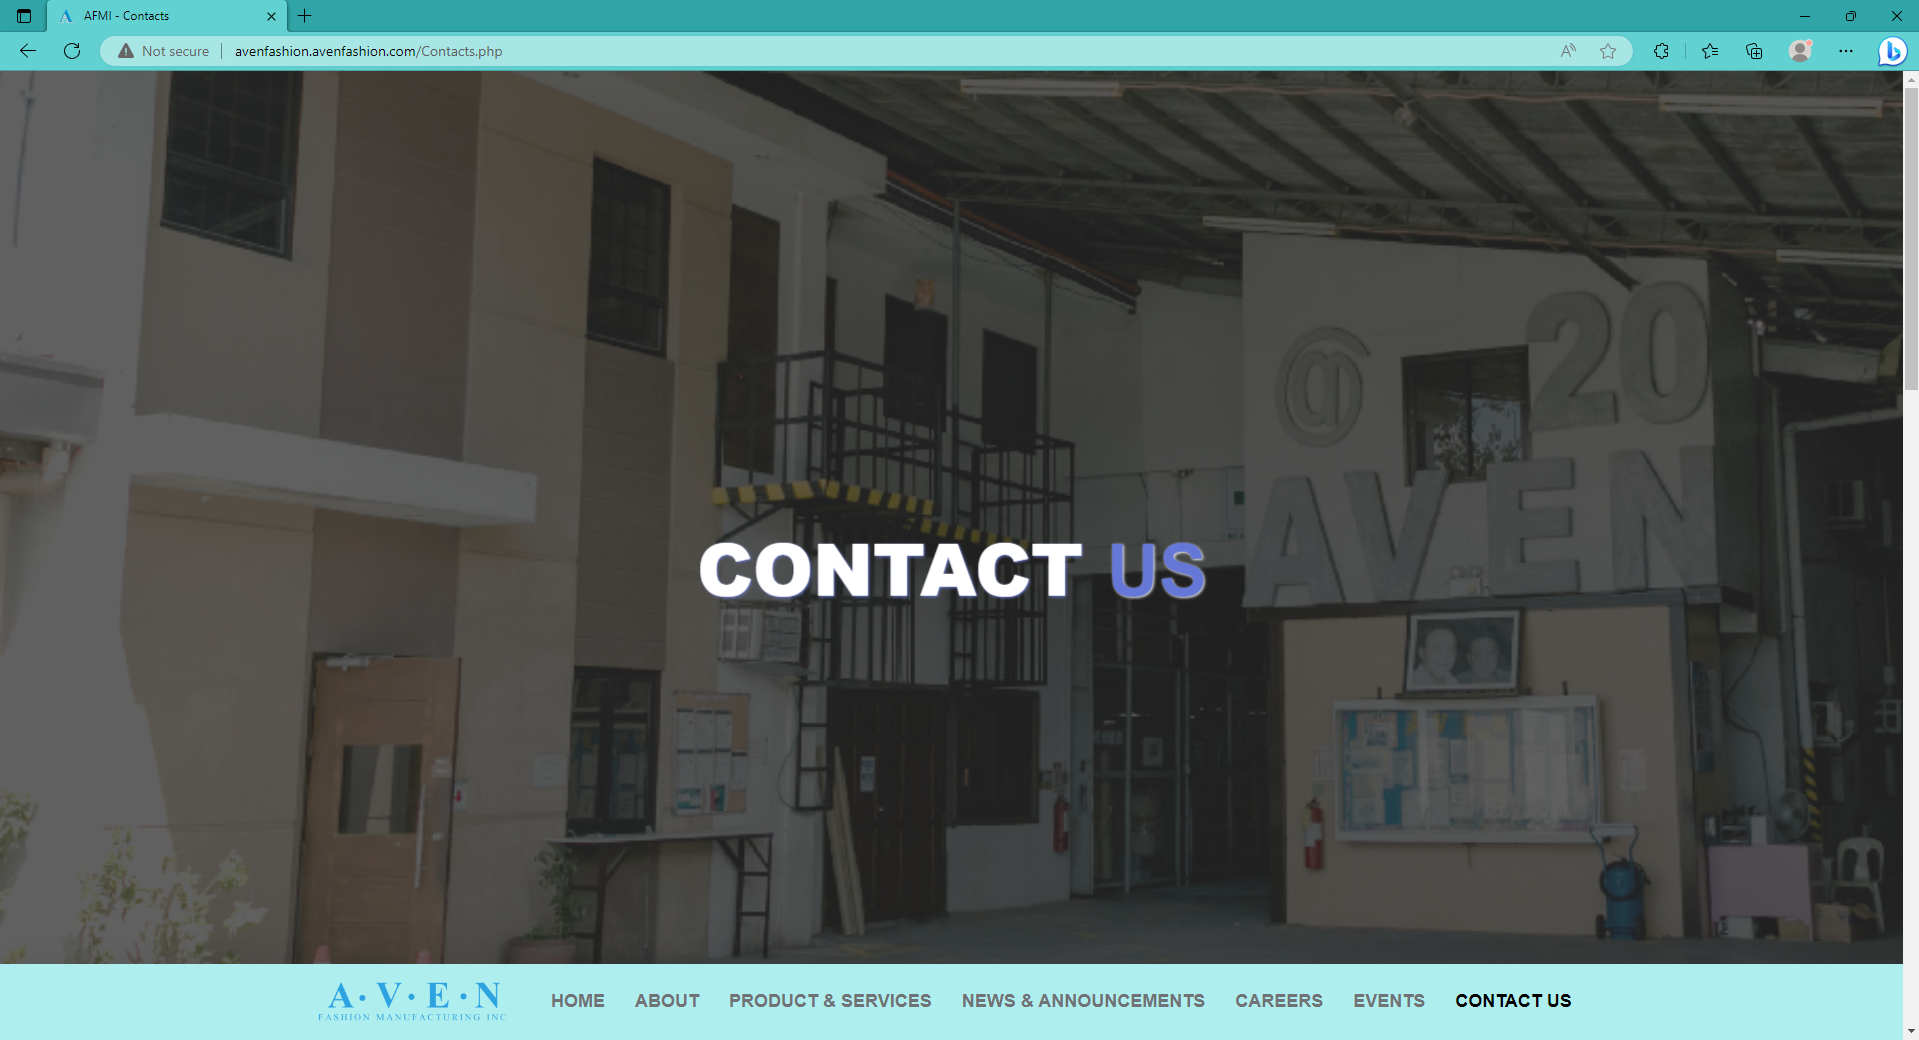 AFMI - Contacts
Not secure
avenfashion.avenfashion.com/Contacts.php
@ 20
AVEN
CONTACT US
A·V·E·N
FASHION MANUFACTURING INC
HOME
ABOUT
PRODUCT & SERVICES
NEWS & ANNOUNCEMENTS
CAREERS
EVENTS
CONTACT US